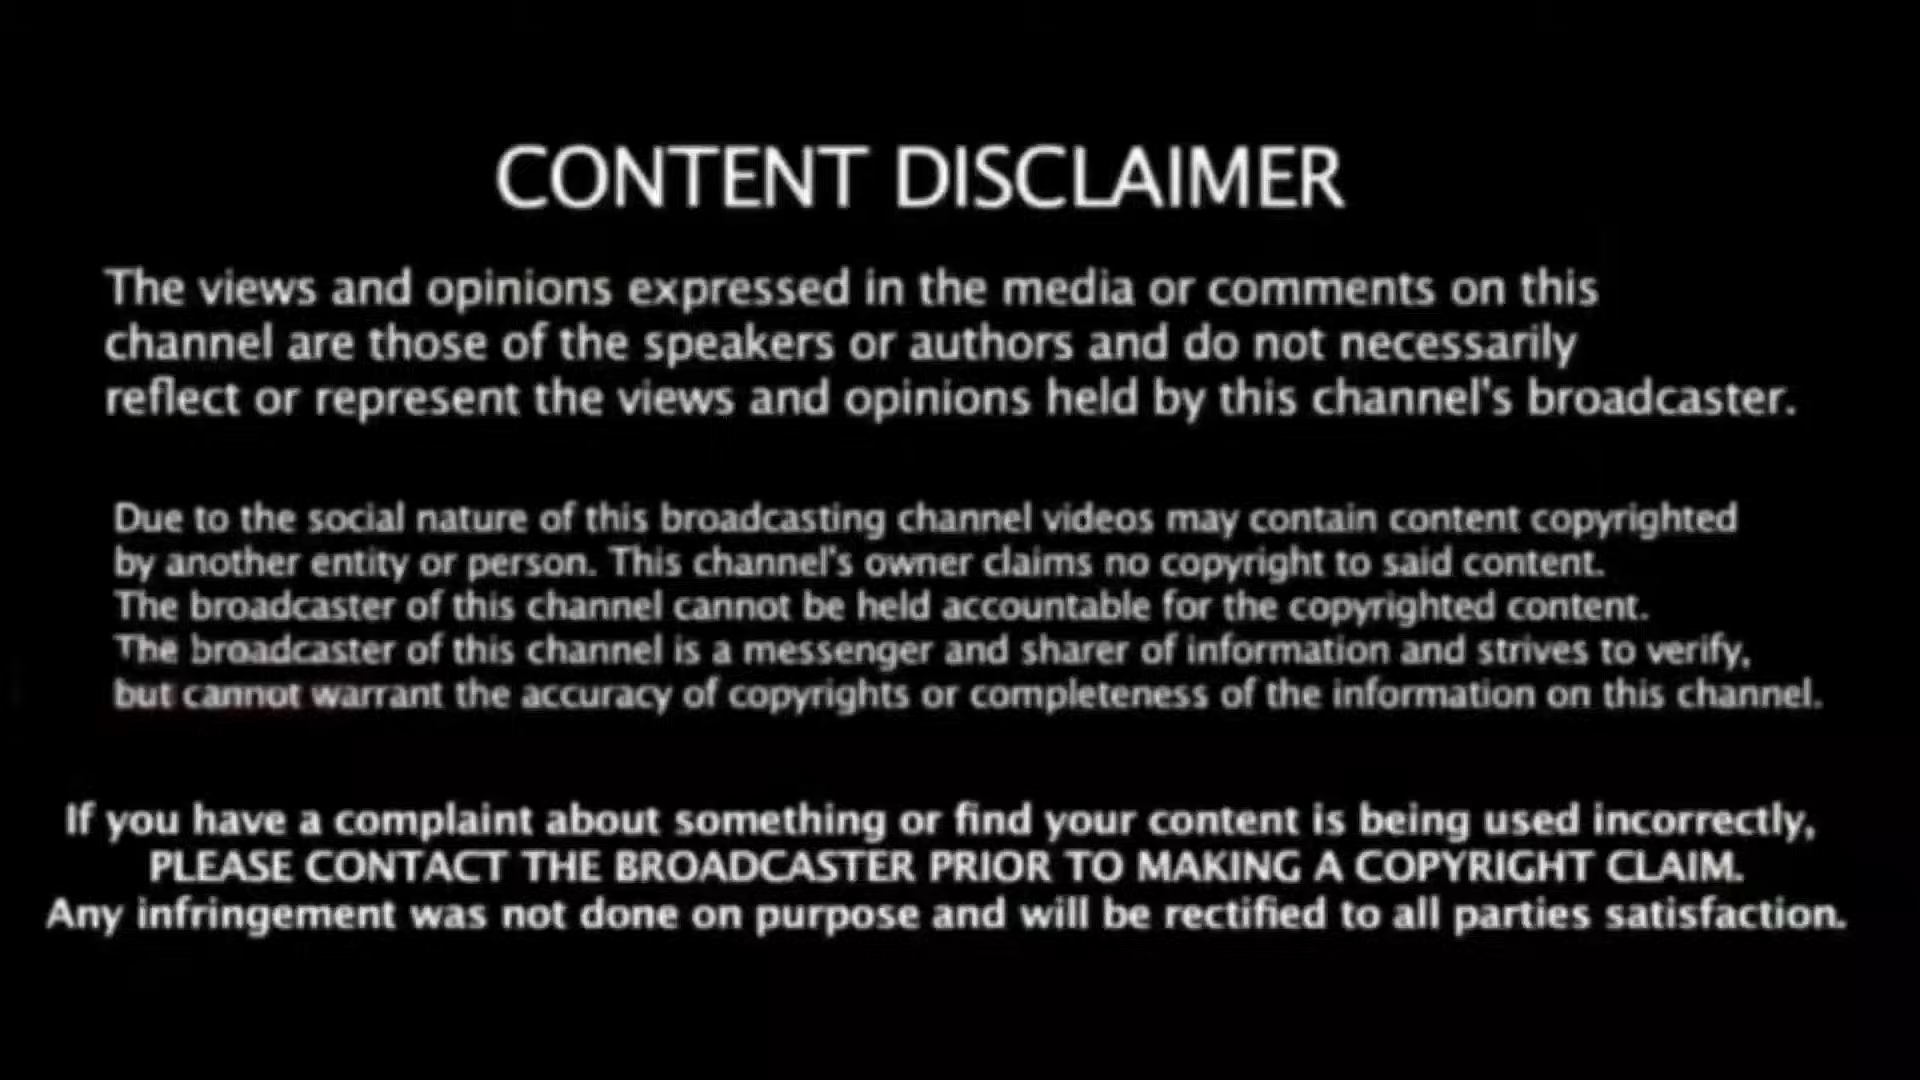 CONTENT DISCLAIMER
The views and opinions expressed in the media or comments on this
channel are those of the speakers or authors and do not necessarily
reflect or represent the views and opinions held by this channel's broadcaster.
Due to the social nature of this broadcasting channel videos may contain content copyrighted
by another entity or person. This channel's owner claims no copyright to said content.
The broadcaster of this channel cannot be held accountable for the copyrighted content.
The broadcaster of this channel is a messenger and sharer of information and strives to verify,
but cannot warrant the accuracy of copyrights or completeness of the information on this channel.
If you have a complaint about something or find your content is being used incorrectly,
PLEASE CONTACT THE BROADCASTER PRIOR TO MAKING A COPYRIGHT CLAIM.
Any infringement was not done on purpose and will be rectified to all parties satisfaction.